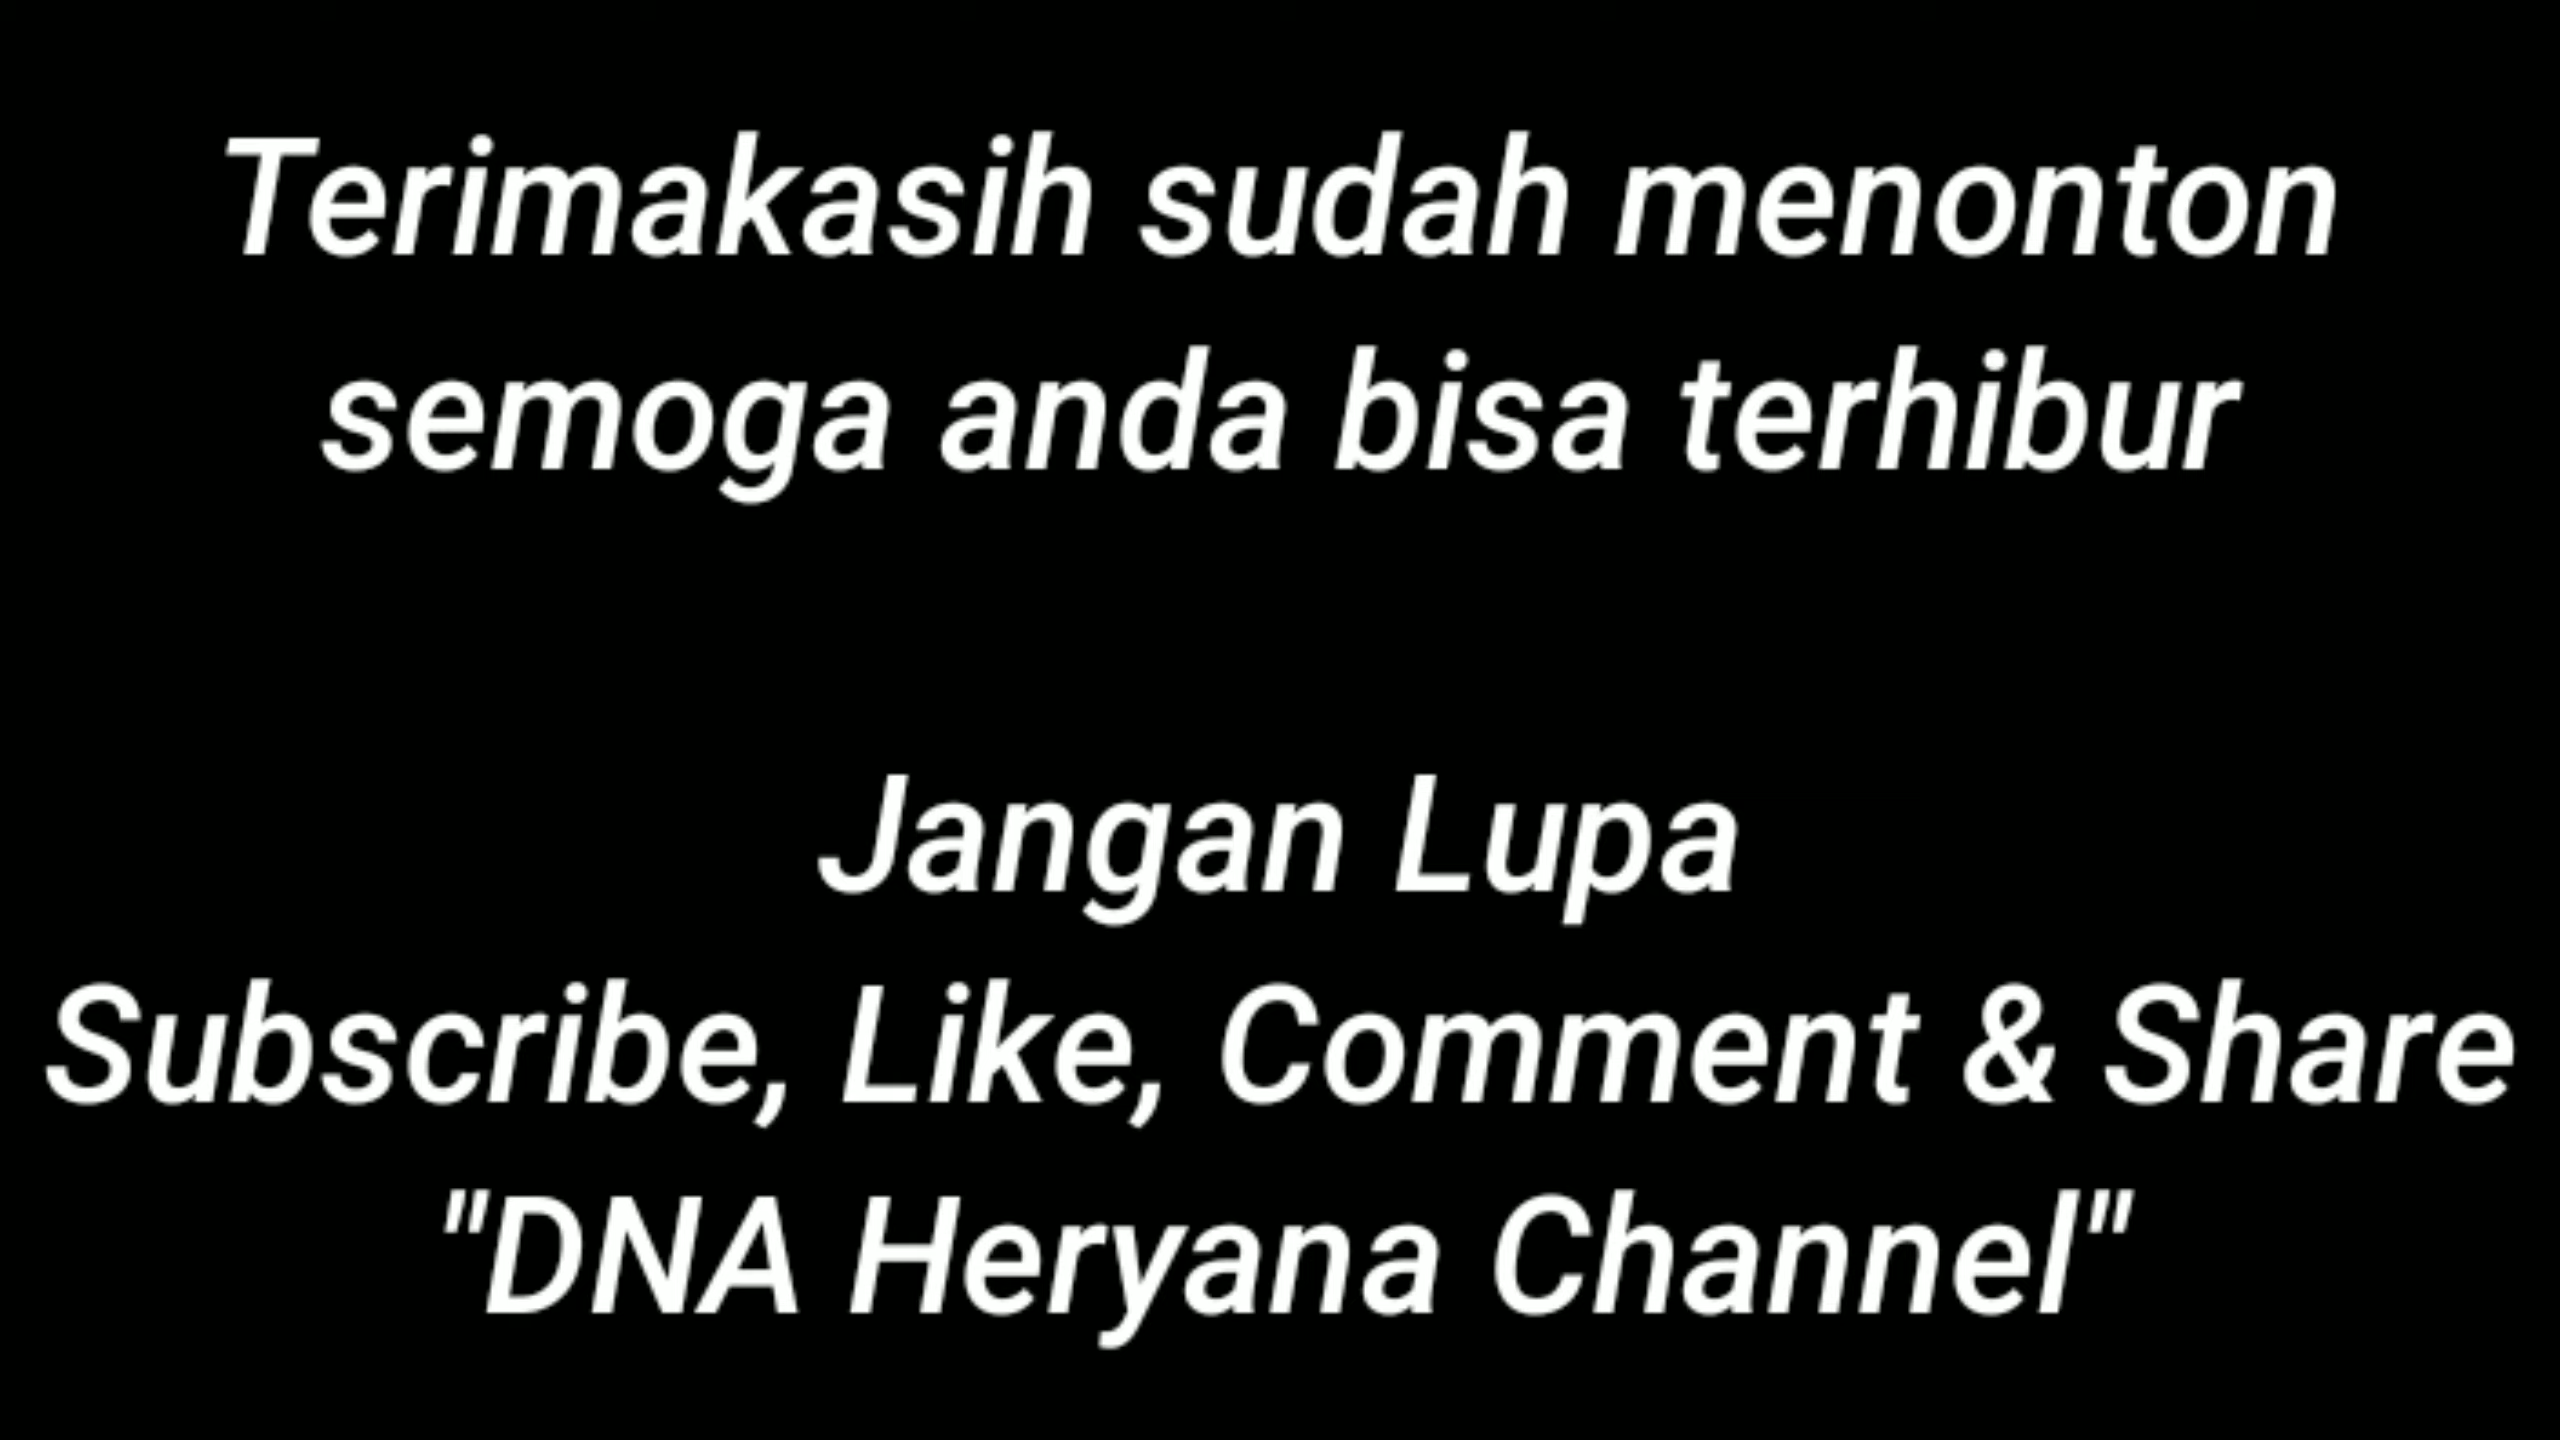 Terimakasih sudah menonton
semoga anda bisa terhibur
Jangan Lupa
Subscribe, Like, Comment & Share
"DNA Heryana Channel"